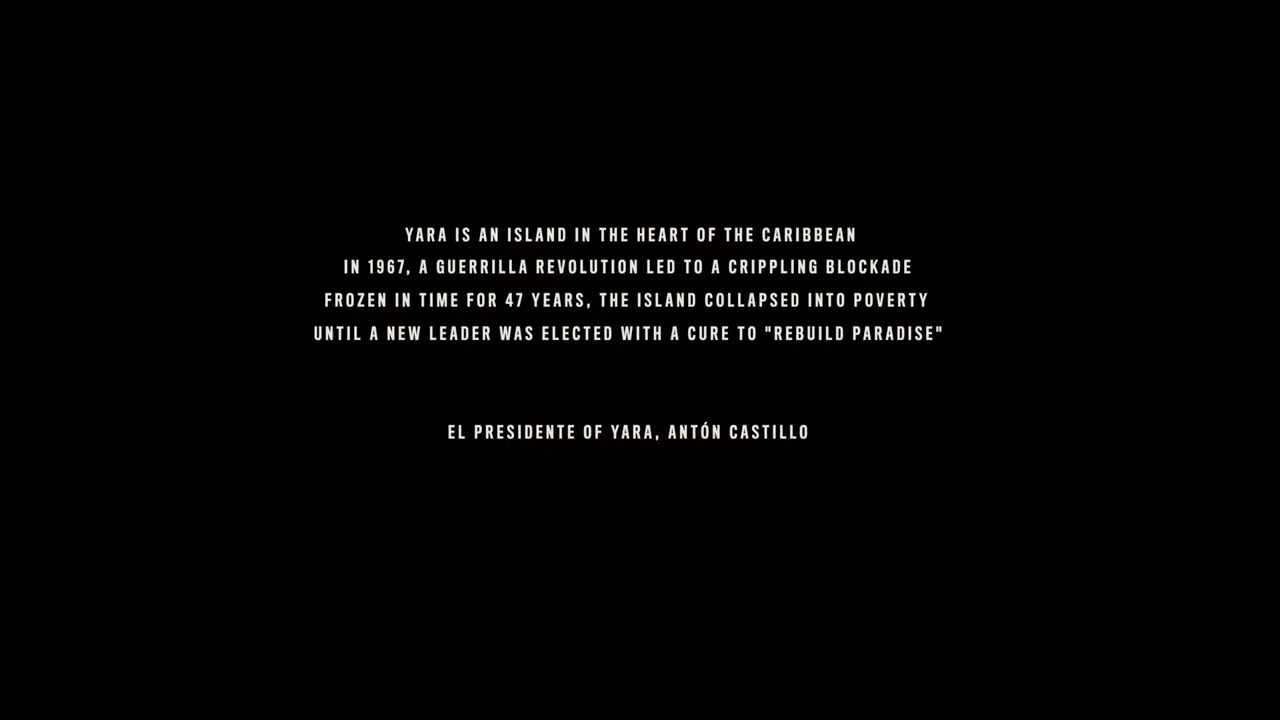 YARA IS AN ISLAND IN THE HEART OF THE CARIBBEAN
IN 1967, A GUERRILLA REVOLUTION LED TO A CRIPPLING BLOCKADE
FROZEN IN TIME FOR 47 YEARS, THE ISLAND COLLAPSED INTO POVERTY
UNTIL A NEW LEADER WAS ELECTED WITH A CURE TO "REBUILD PARADISE"
EL PRESIDENTE OF YARA, ANTÓN CASTILLO